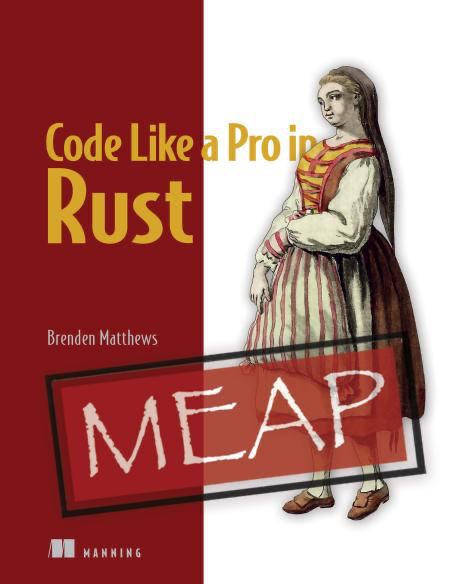 Code Like a Pro in
Rust
Brenden Matthews
MEAP
MANNING